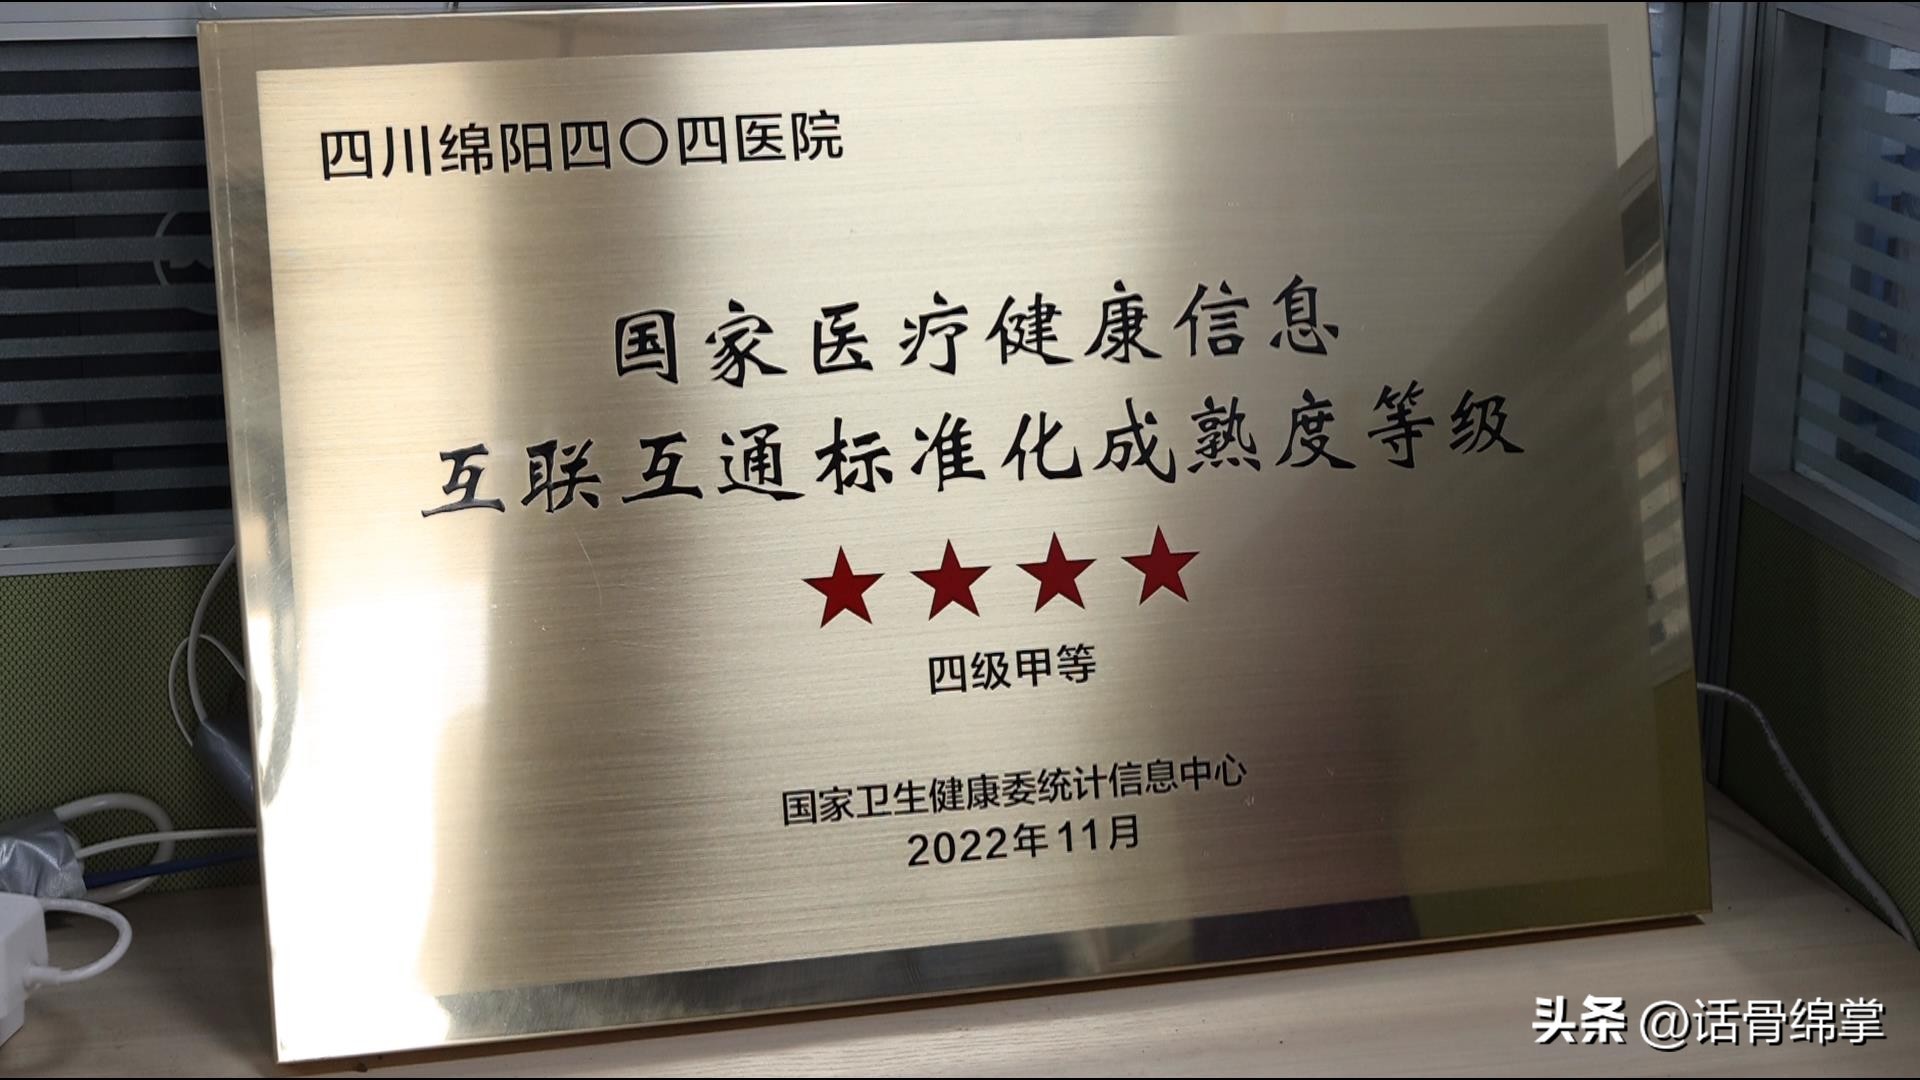 四川绵阳四〇四医院
国家医疗健康信息
互联互通标准化成熟度等级
四级甲等
国家卫生健康委统计信息中心
2022年11月
头条 @话骨绵掌